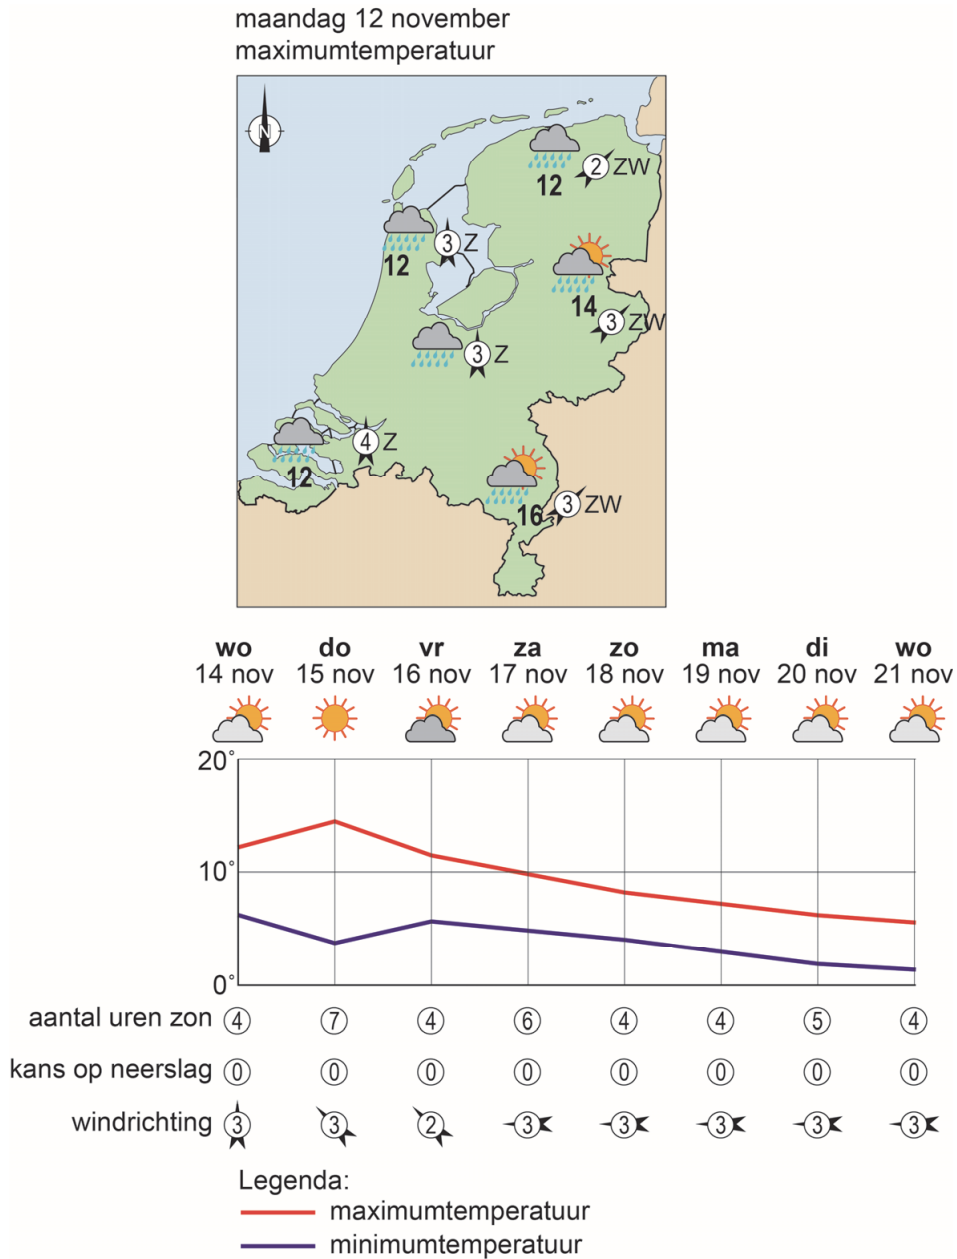 maandag 12 november
maximumtemperatuur
N
2 ZW
12
3 Z
12
14
3 ZW
3 Z
4 Z
12
16
3 ZW
wo do vr za zo ma di wo
14 nov 15 nov 16 nov 17 nov 18 nov 19 nov 20 nov 21 nov
20°
10°
0°
aantal uren zon 4 7 4 6 4 4 5 4
kans op neerslag 0 0 0 0 0 0 0 0
windrichting 3 3 2 3 3 3 3 3
Legenda:
maximumtemperatuur
minimumtemperatuur